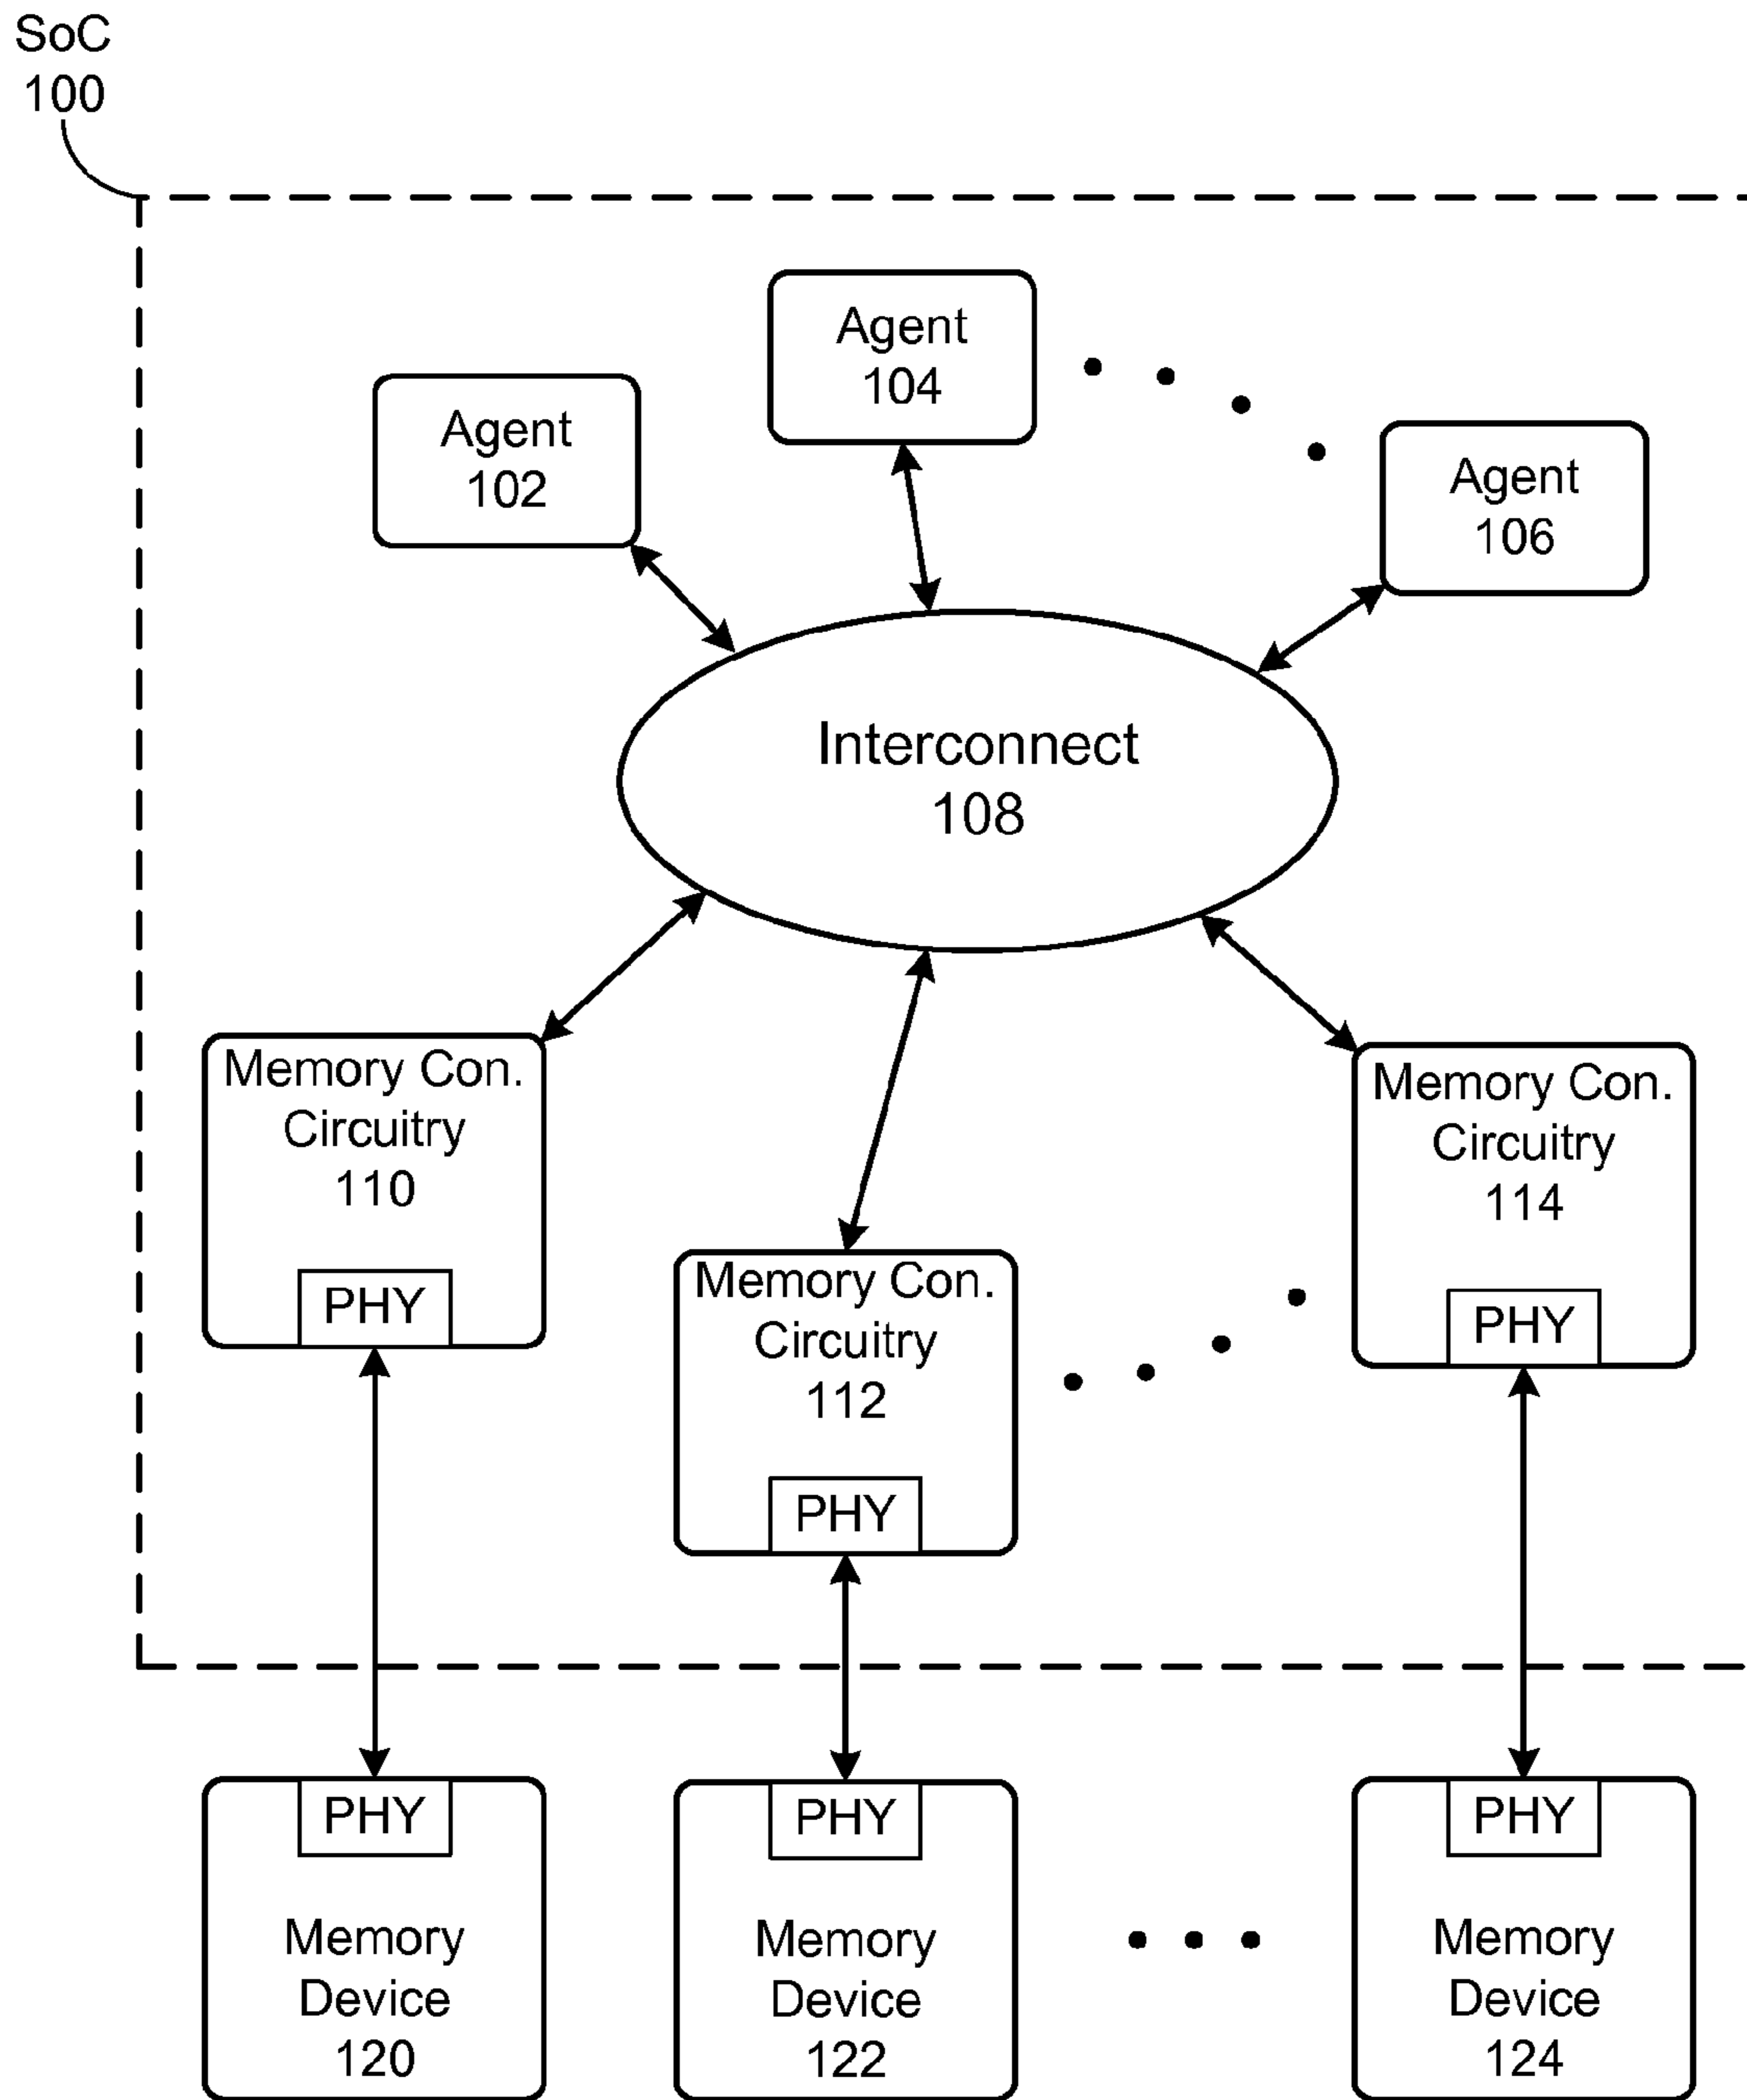 SoC
100
Agent
104
Agent
102
Agent
106
Interconnect
108
Memory Con.
Circuitry
110
PHY
Memory Con.
Circuitry
112
PHY
Memory Con.
Circuitry
114
PHY
PHY
Memory
Device
120
PHY
Memory
Device
122
PHY
Memory
Device
124